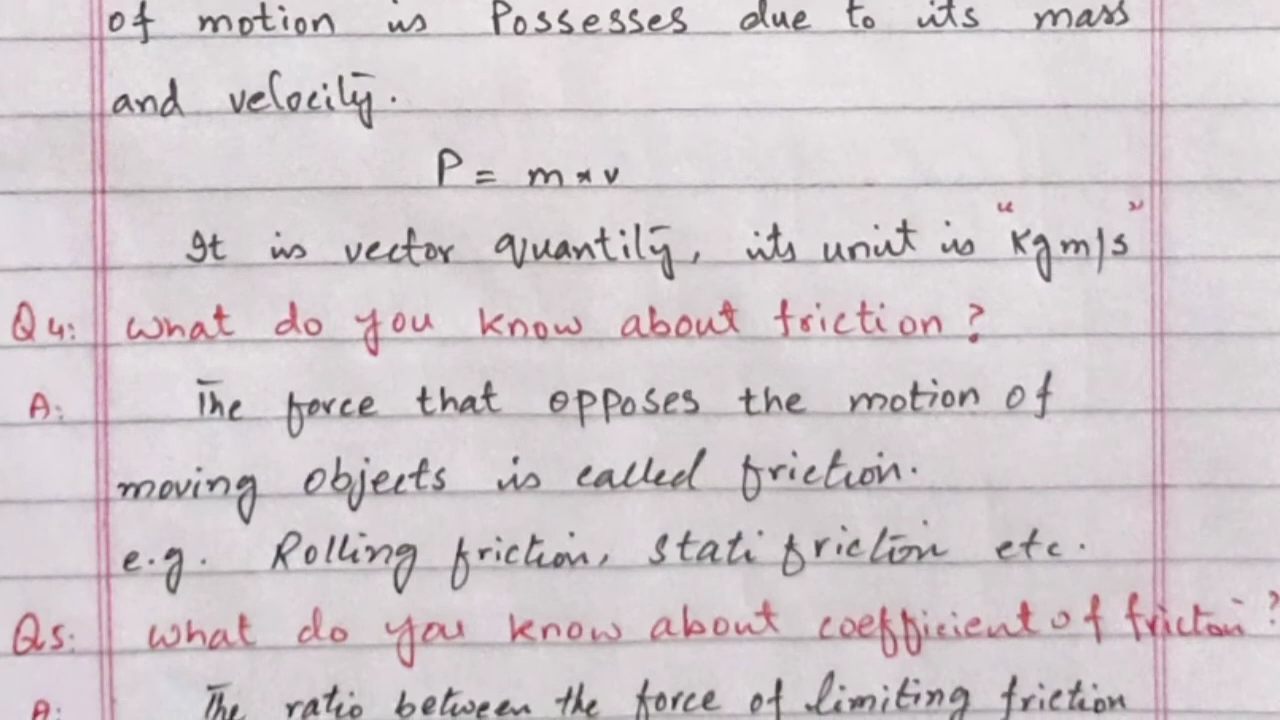 of motion is Possesses due to its mass
and velocity.
P = m x v
It is vector quantity, its unit is "Kgm/s"
Q4: What do you know about friction?
A: The force that opposes the motion of
moving objects is called friction.
e.g. Rolling friction, stati friction etc.
Q5: What do you know about coefficient of friction?
A: The ratio between the force of limiting friction